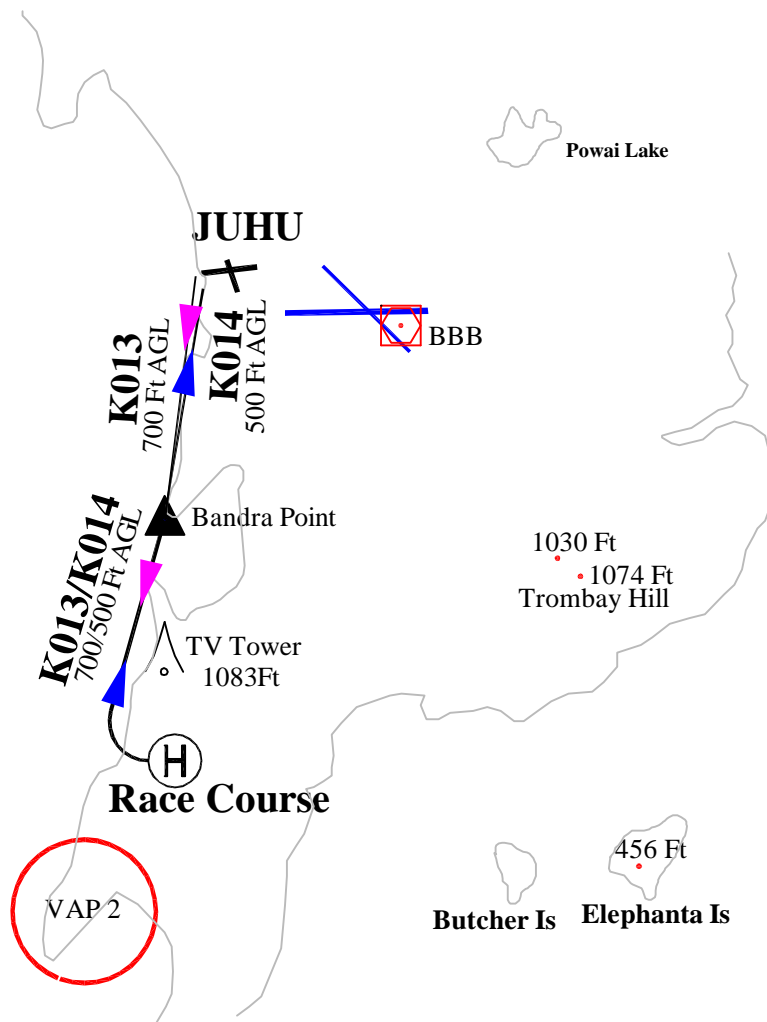 Powai Lake
JUHU
K013
700 Ft AGL
K014
500 Ft AGL
BBB
Bandra Point
K013/K014
700/500 Ft AGL
1030 Ft
1074 Ft
Trombay Hill
TV Tower
1083Ft
H
Race Course
456 Ft
VAP 2
Butcher Is
Elephanta Is